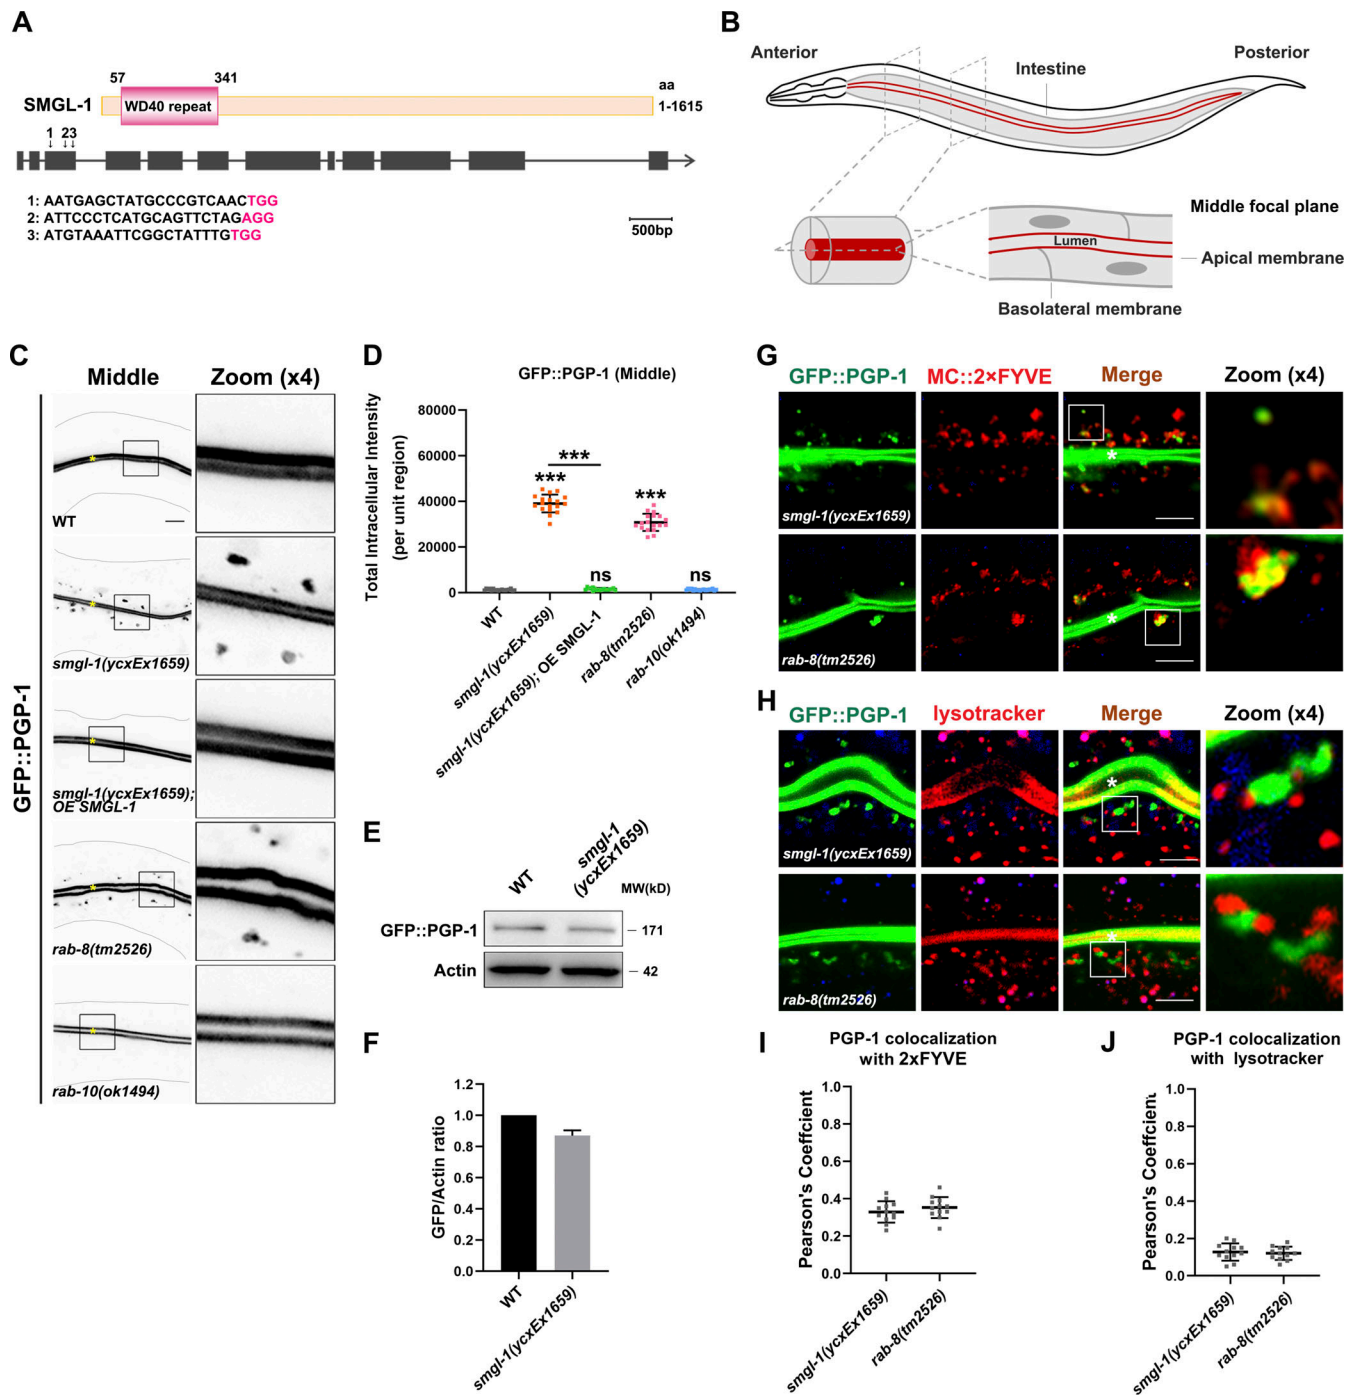 A
57
341
aa
SMGL-1
WD40 repeat
1-1615
1 23
1: AATGAGCTATGCCCGTCAACTGG
2: ATTCCCTCATGCAGTTCTAGAGG
3: ATGTAAATTCGGCTATTTGTGG
500bp
B
Anterior
Posterior
Intestine
Middle focal plane
Lumen
Apical membrane
Basolateral membrane
C
Middle
Zoom (x4)
GFP::PGP-1
WT
smgl-1(ycxEx1659)
smgl-1(ycxEx1659);
OE SMGL-1
rab-8(tm2526)
rab-10(ok1494)
D
GFP::PGP-1 (Middle)
Total Intracellular Intensity
(per unit region)
80000
60000
40000
20000
0
***
***
***
ns
ns
WT
smgl-1(ycxEx1659)
smgl-1(ycxEx1659); OE SMGL-1
rab-8(tm2526)
rab-10(ok1494)
E
WT
smgl-1
(ycxEx1659)
MW(kD)
GFP::PGP-1
171
Actin
42
F
GFP/Actin ratio
1.2
1.0
0.8
0.6
0.4
0.2
0.0
WT
smgl-1(ycxEx1659)
G
GFP::PGP-1
MC::2×FYVE
Merge
Zoom (x4)
smgl-1(ycxEx1659)
*
rab-8(tm2526)
*
H
GFP::PGP-1
lysotracker
Merge
Zoom (x4)
smgl-1(ycxEx1659)
*
rab-8(tm2526)
*
I
PGP-1 colocalization
with 2xFYVE
Pearson's Coeffcient
1.0
0.8
0.6
0.4
0.2
0.0
smgl-1(ycxEx1659)
rab-8(tm2526)
J
PGP-1 colocalization
with lysotracker
Pearson's Coeffcient
1.0
0.8
0.6
0.4
0.2
0.0
smgl-1(ycxEx1659)
rab-8(tm2526)